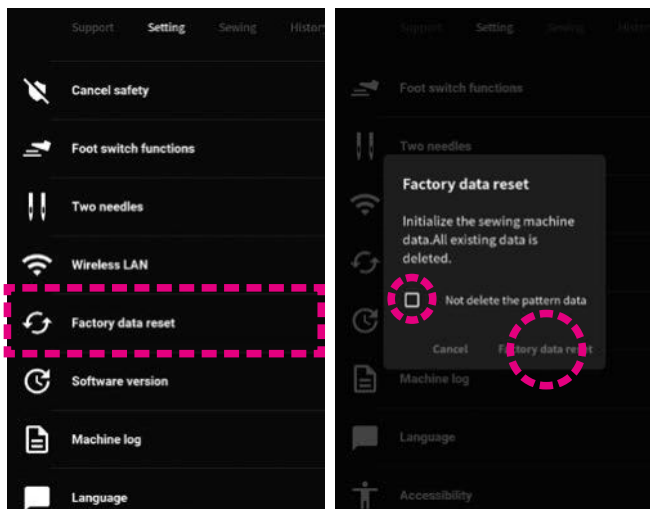 Support Setting Sewing History
Cancel safety
Foot switch functions
Two needles
Wireless LAN
Factory data reset
Software version
Machine log
Language
Support Setting Sewing
Foot switch functions
Two needles
Factory data reset
Initialize the sewing machine
data.All existing data is
deleted.
Not delete the pattern data
Cancel Factory data reset
Machine log
Language
Accessibility